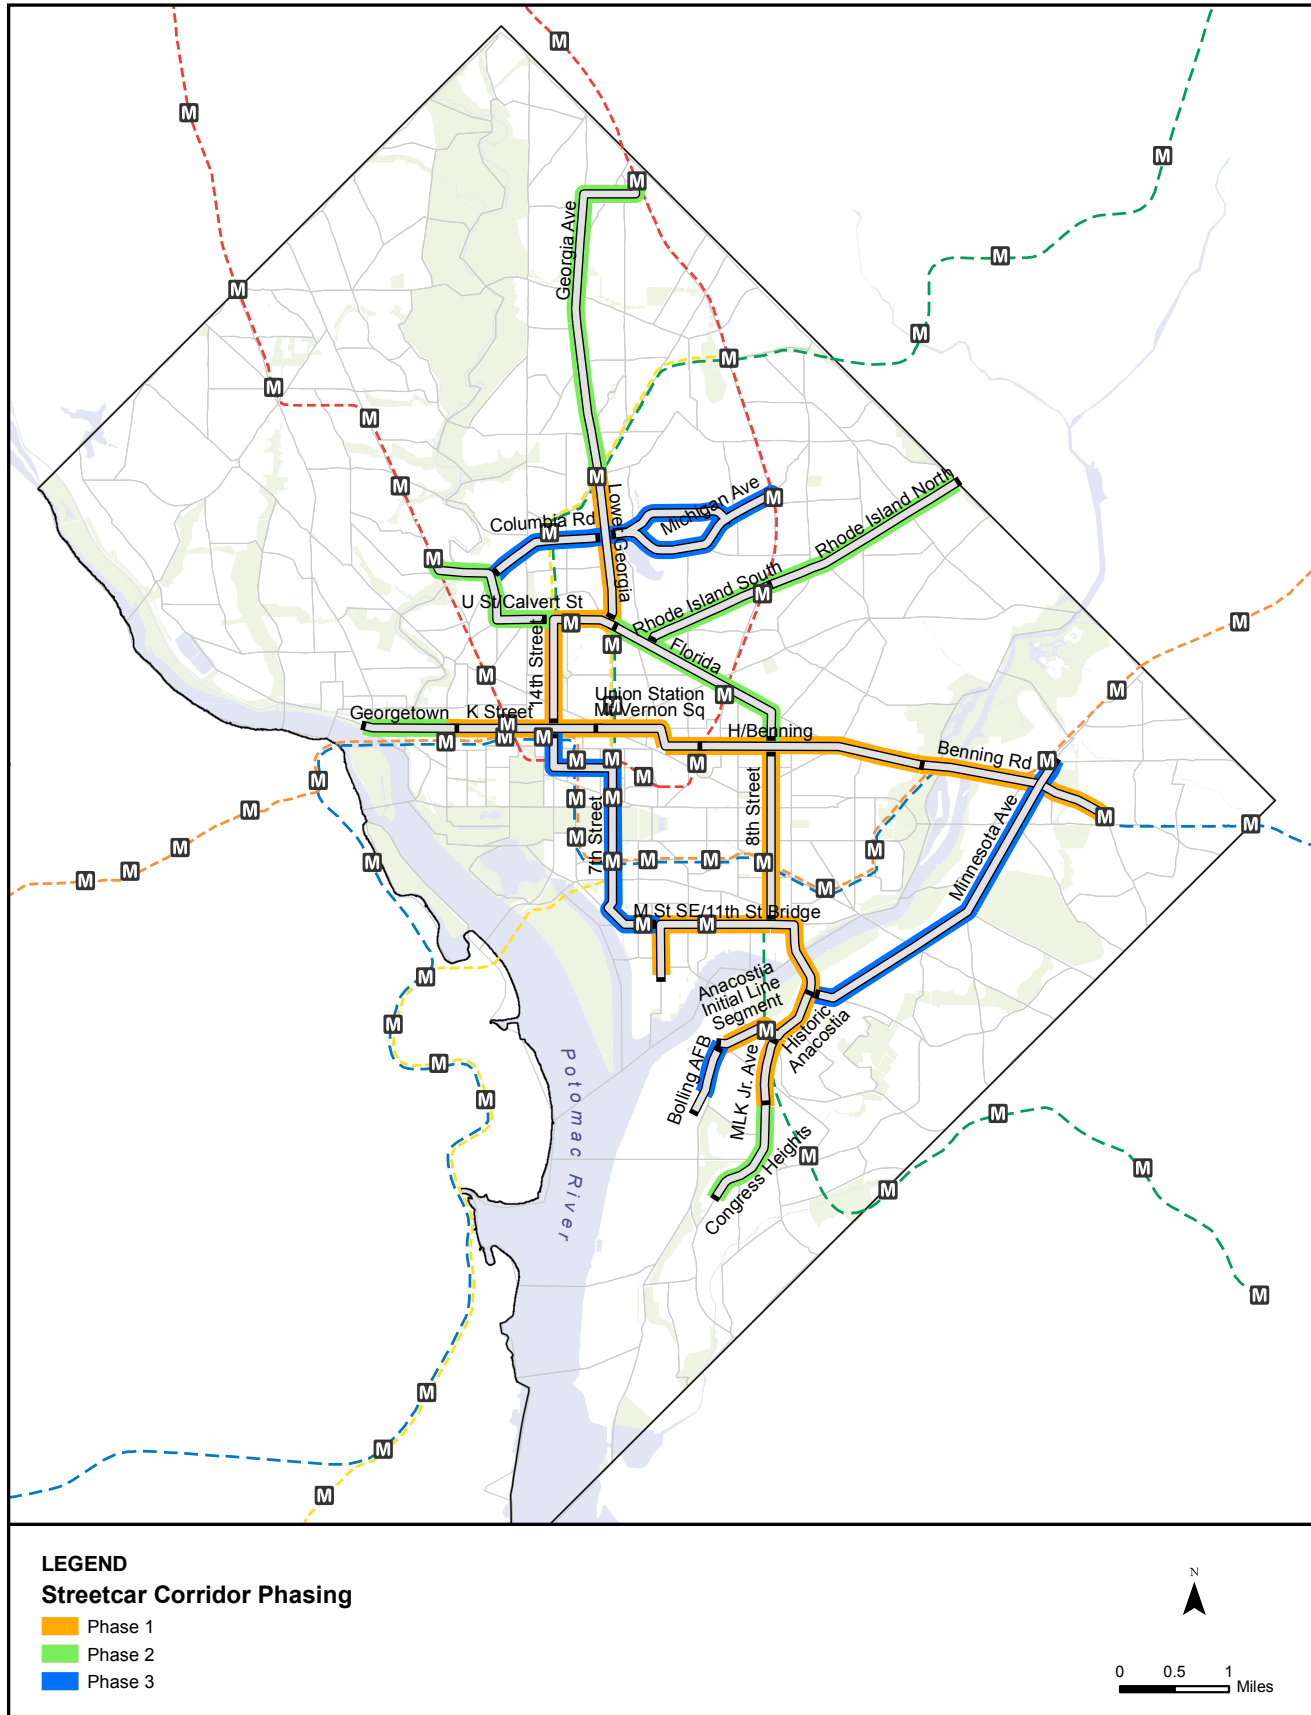 M
M
M
M
Georgia Ave
M
M
M
M
M
M
M
M
M
Lower Georgia
Michigan Ave
M
Columbia Rd
M
Rhode Island North
M
Rhode Island South
M
U St/Calvert St
M
M
14th Street
Florida
M
M
M
M
Georgetown
K Street
Union Station
Mt Vernon Sq
M
M
M
M
M
H/Benning
Benning Rd
M
M
M
M
M
M
M
M
M
M
M
7th Street
8th Street
Minnesota Ave
M
M
M
M
M
M
M
M
M
M
M
M
M St SE/11th St Bridge
M
M
Anacostia
Initial Line
Segment
M
M
Historic
Anacostia
Bolling AFB
MLK Jr. Ave
M
M
M
M
Potomac River
Congress Heights
M
M
M
M
M
M
M
LEGEND
Streetcar Corridor Phasing
Phase 1
Phase 2
Phase 3
N
0 0.5 1
Miles